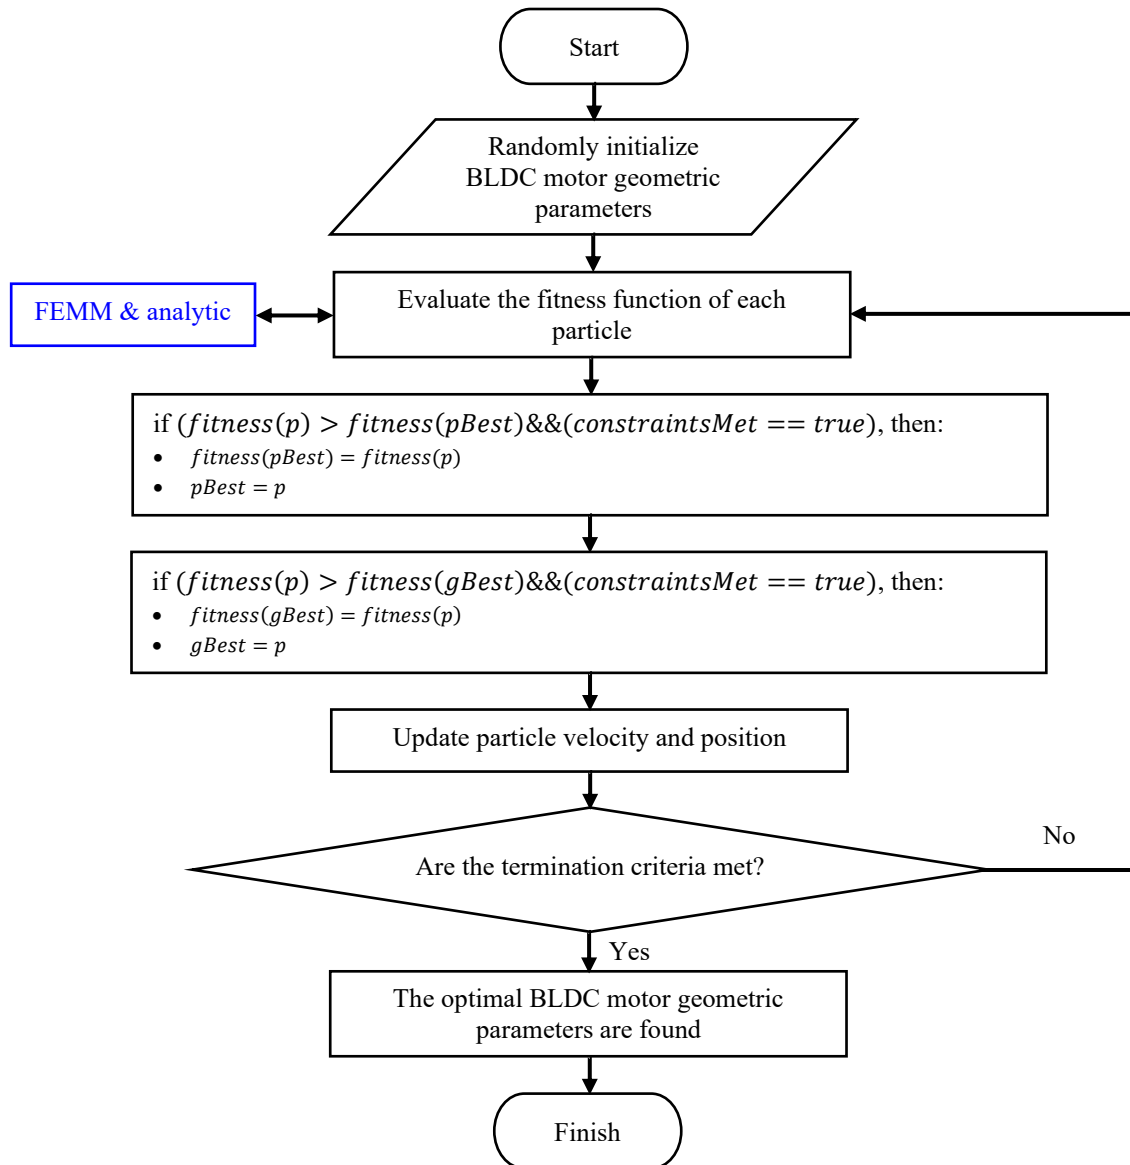 Start
Randomly initialize
BLDC motor geometric
parameters
FEMM & analytic
Evaluate the fitness function of each
particle
if (fitness(p) > fitness(pBest)&&(constraintsMet == true), then:
• fitness(pBest) = fitness(p)
• pBest = p
if (fitness(p) > fitness(gBest)&&(constraintsMet == true), then:
• fitness(gBest) = fitness(p)
• gBest = p
Update particle velocity and position
Are the termination criteria met?
No
Yes
The optimal BLDC motor geometric
parameters are found
Finish